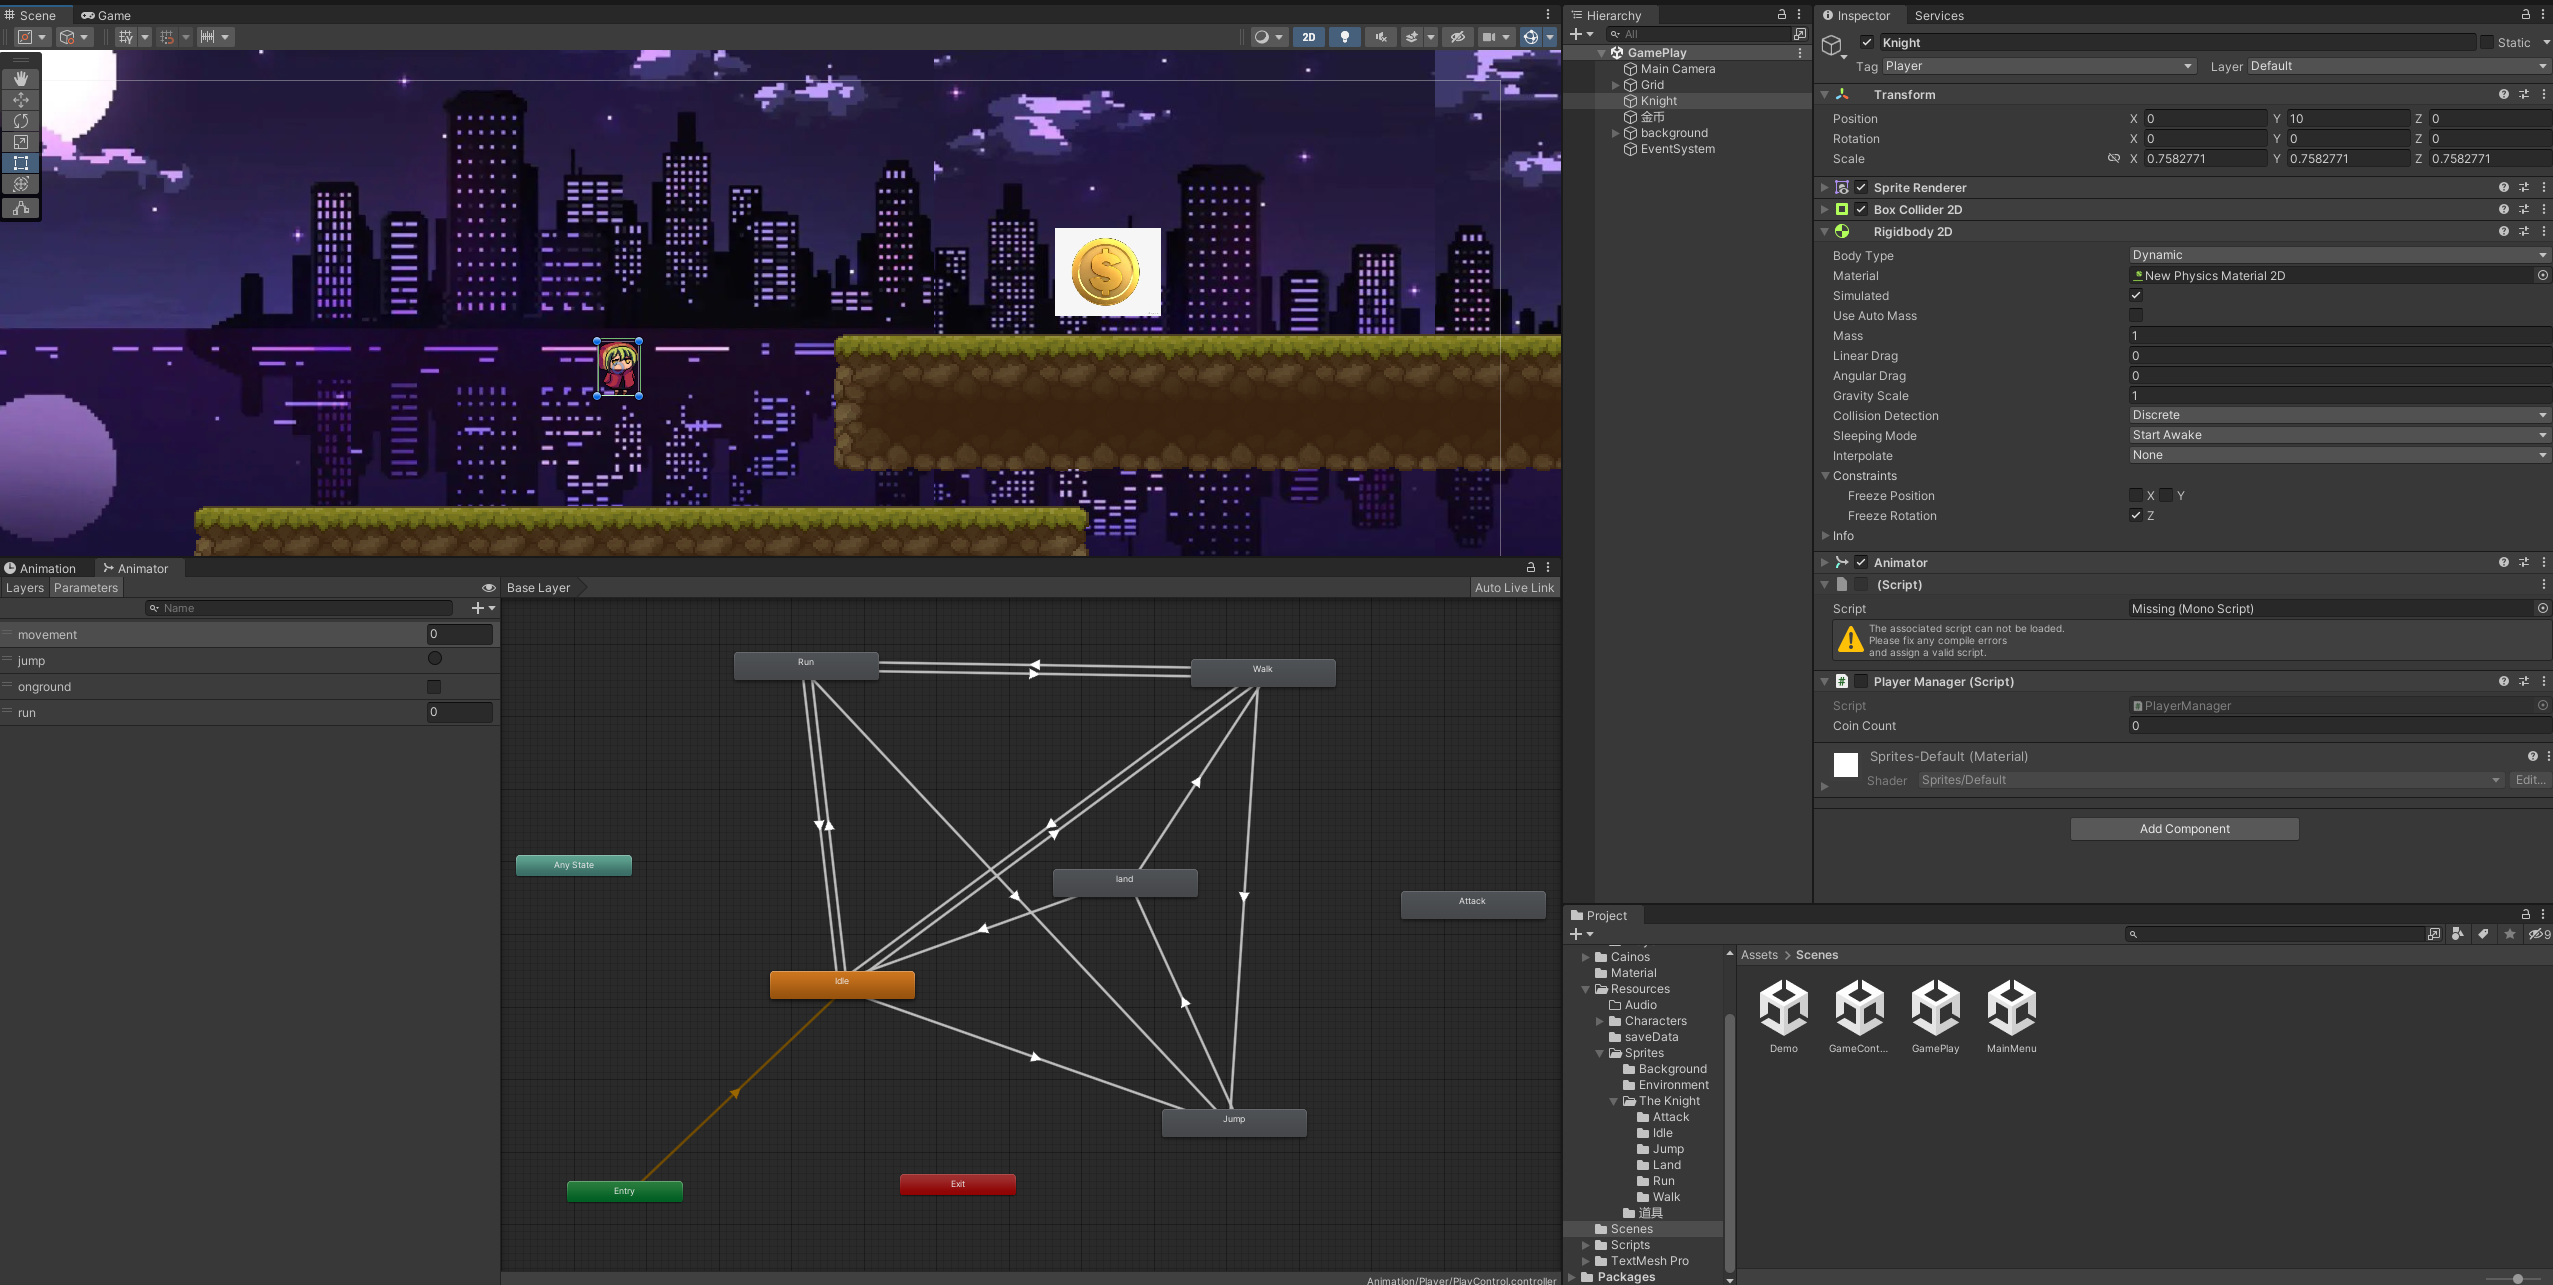 Scene Game
2D
Animation Animator
Layers Parameters
Base Layer
Auto Live Link
Name
movement 0
jump
onground
run 0
Run
Walk
Any State
land
Attack
Idle
Jump
Entry
Exit
Animation/Player/PlayControl.controller
Hierarchy
All
GamePlay
Main Camera
Grid
Knight
金币
background
EventSystem
Inspector Services
Knight Static
Tag Player Layer Default
Transform
Position X 0 Y 10 Z 0
Rotation X 0 Y 0 Z 0
Scale X 0.7582771 Y 0.7582771 Z 0.7582771
Sprite Renderer
Box Collider 2D
Rigidbody 2D
Body Type Dynamic
Material New Physics Material 2D
Simulated
Use Auto Mass
Mass 1
Linear Drag 0
Angular Drag 0
Gravity Scale 1
Collision Detection Discrete
Sleeping Mode Start Awake
Interpolate None
Constraints
Freeze Position X Y
Freeze Rotation Z
Info
Animator
(Script)
Script Missing (Mono Script)
The associated script can not be loaded.
Please fix any compile errors
and assign a valid script.
# Player Manager (Script)
Script PlayerManager
Coin Count 0
Sprites-Default (Material)
Shader Sprites/Default Edit...
Add Component
Project
9
Cainos
Material
Resources
Audio
Characters
saveData
Sprites
Background
Environment
The Knight
Attack
Idle
Jump
Land
Run
Walk
道具
Scenes
Scripts
TextMesh Pro
Packages
Assets > Scenes
Demo GameCont... GamePlay MainMenu